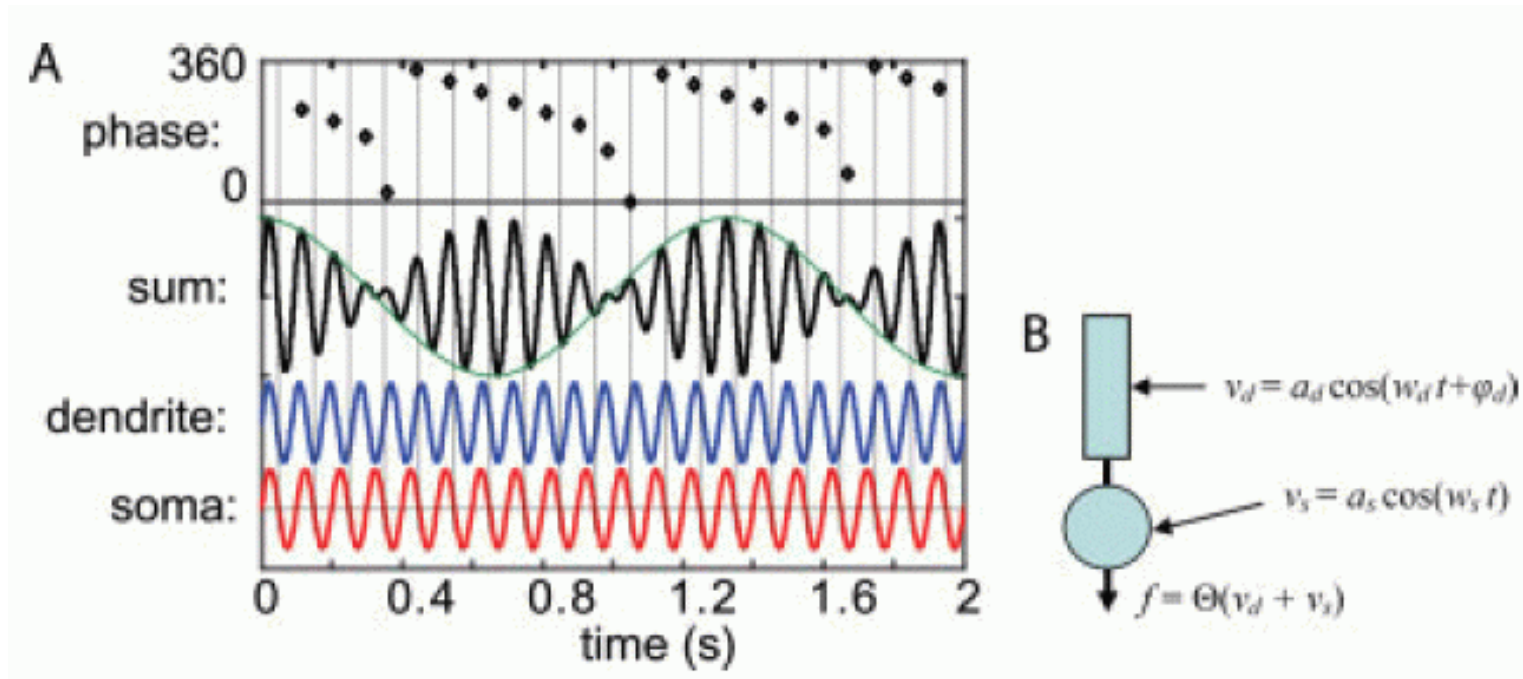 A
360
phase:
0
sum:
dendrite:
soma:
0 0.4 0.8 1.2 1.6 2
time (s)
B
v_d = a_d cos(w_d t+φ_d)
v_s = a_s cos(w_s t)
f = Θ(v_d + v_s)